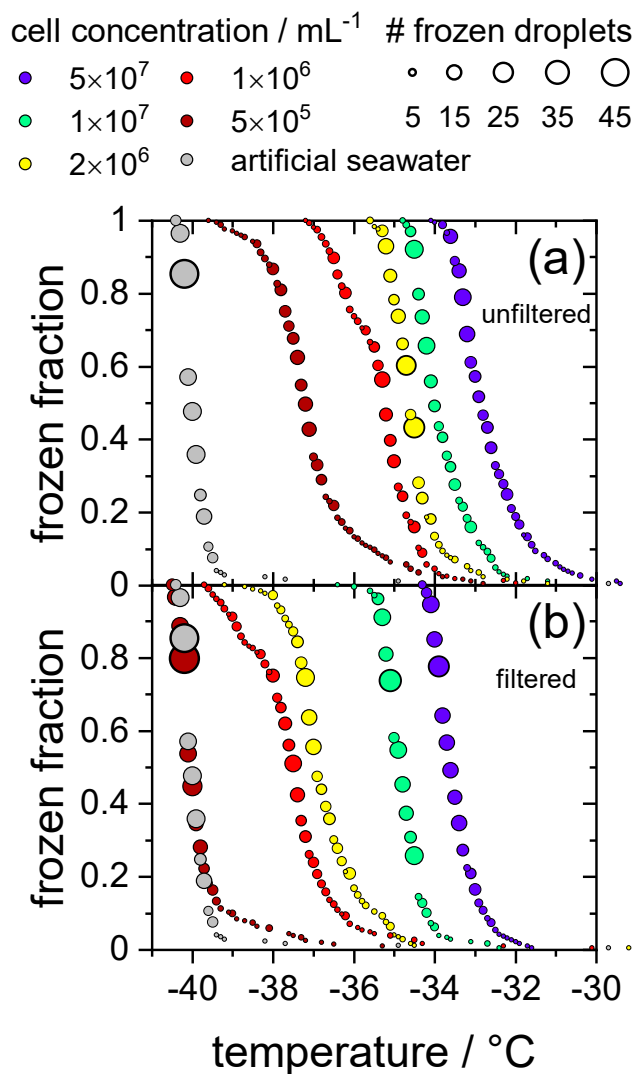 cell concentration / mL⁻¹ # frozen droplets
5×10⁷ 1×10⁶
1×10⁷ 5×10⁵ 5 15 25 35 45
2×10⁶ artificial seawater
1 (a)
unfiltered
0.8
0.6
0.4
0.2
0
frozen fraction
(b)
filtered
0.8
0.6
0.4
0.2
0
frozen fraction
-40 -38 -36 -34 -32 -30
temperature / °C